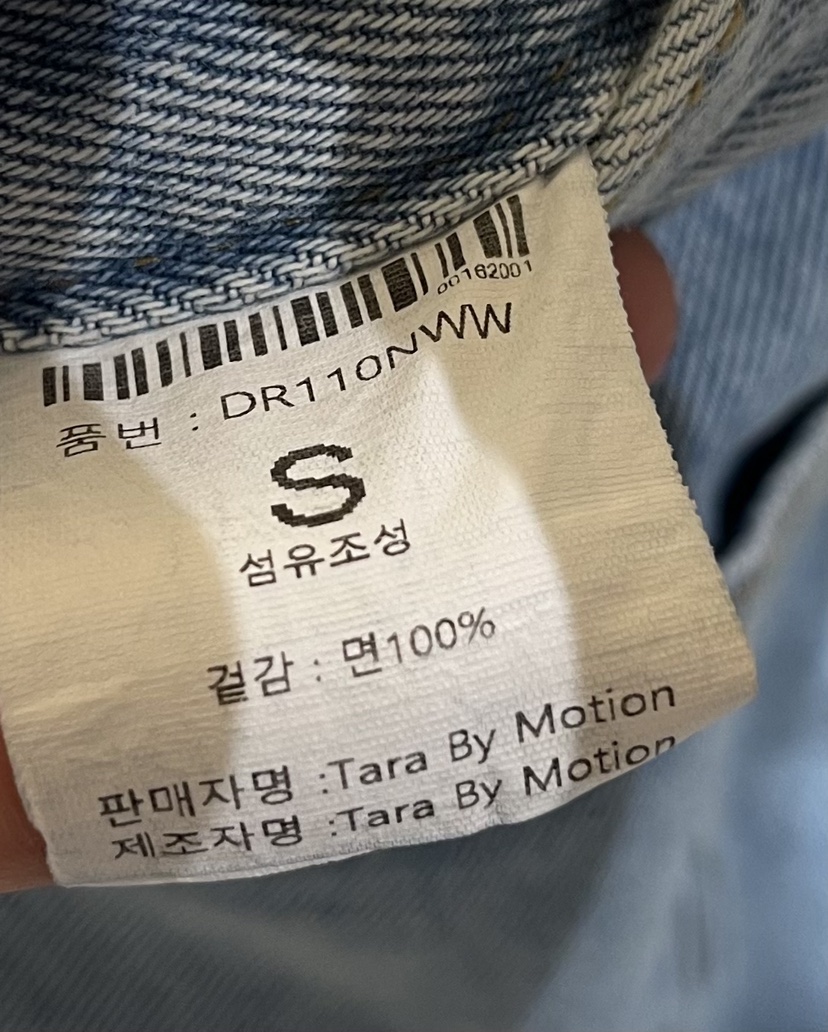 00162001
품번 : DR110NWW
S
섬유조성
겉감 : 면100%
판매자명 :Tara By Motion
제조자명 :Tara By Motion